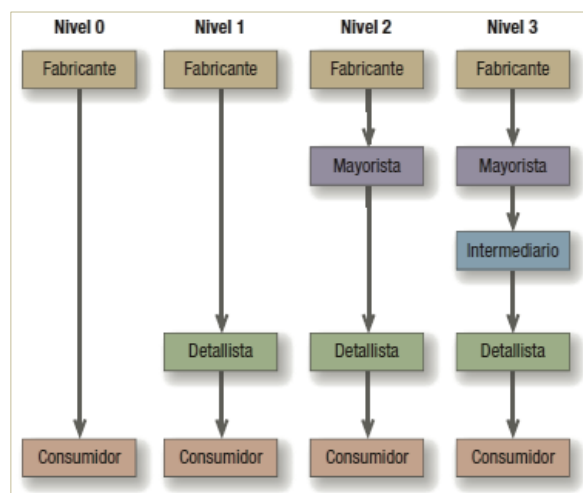 Nivel 0 Nivel 1 Nivel 2 Nivel 3
Fabricante Fabricante Fabricante Fabricante
Mayorista Mayorista
Intermediario
Detallista Detallista Detallista
Consumidor Consumidor Consumidor Consumidor